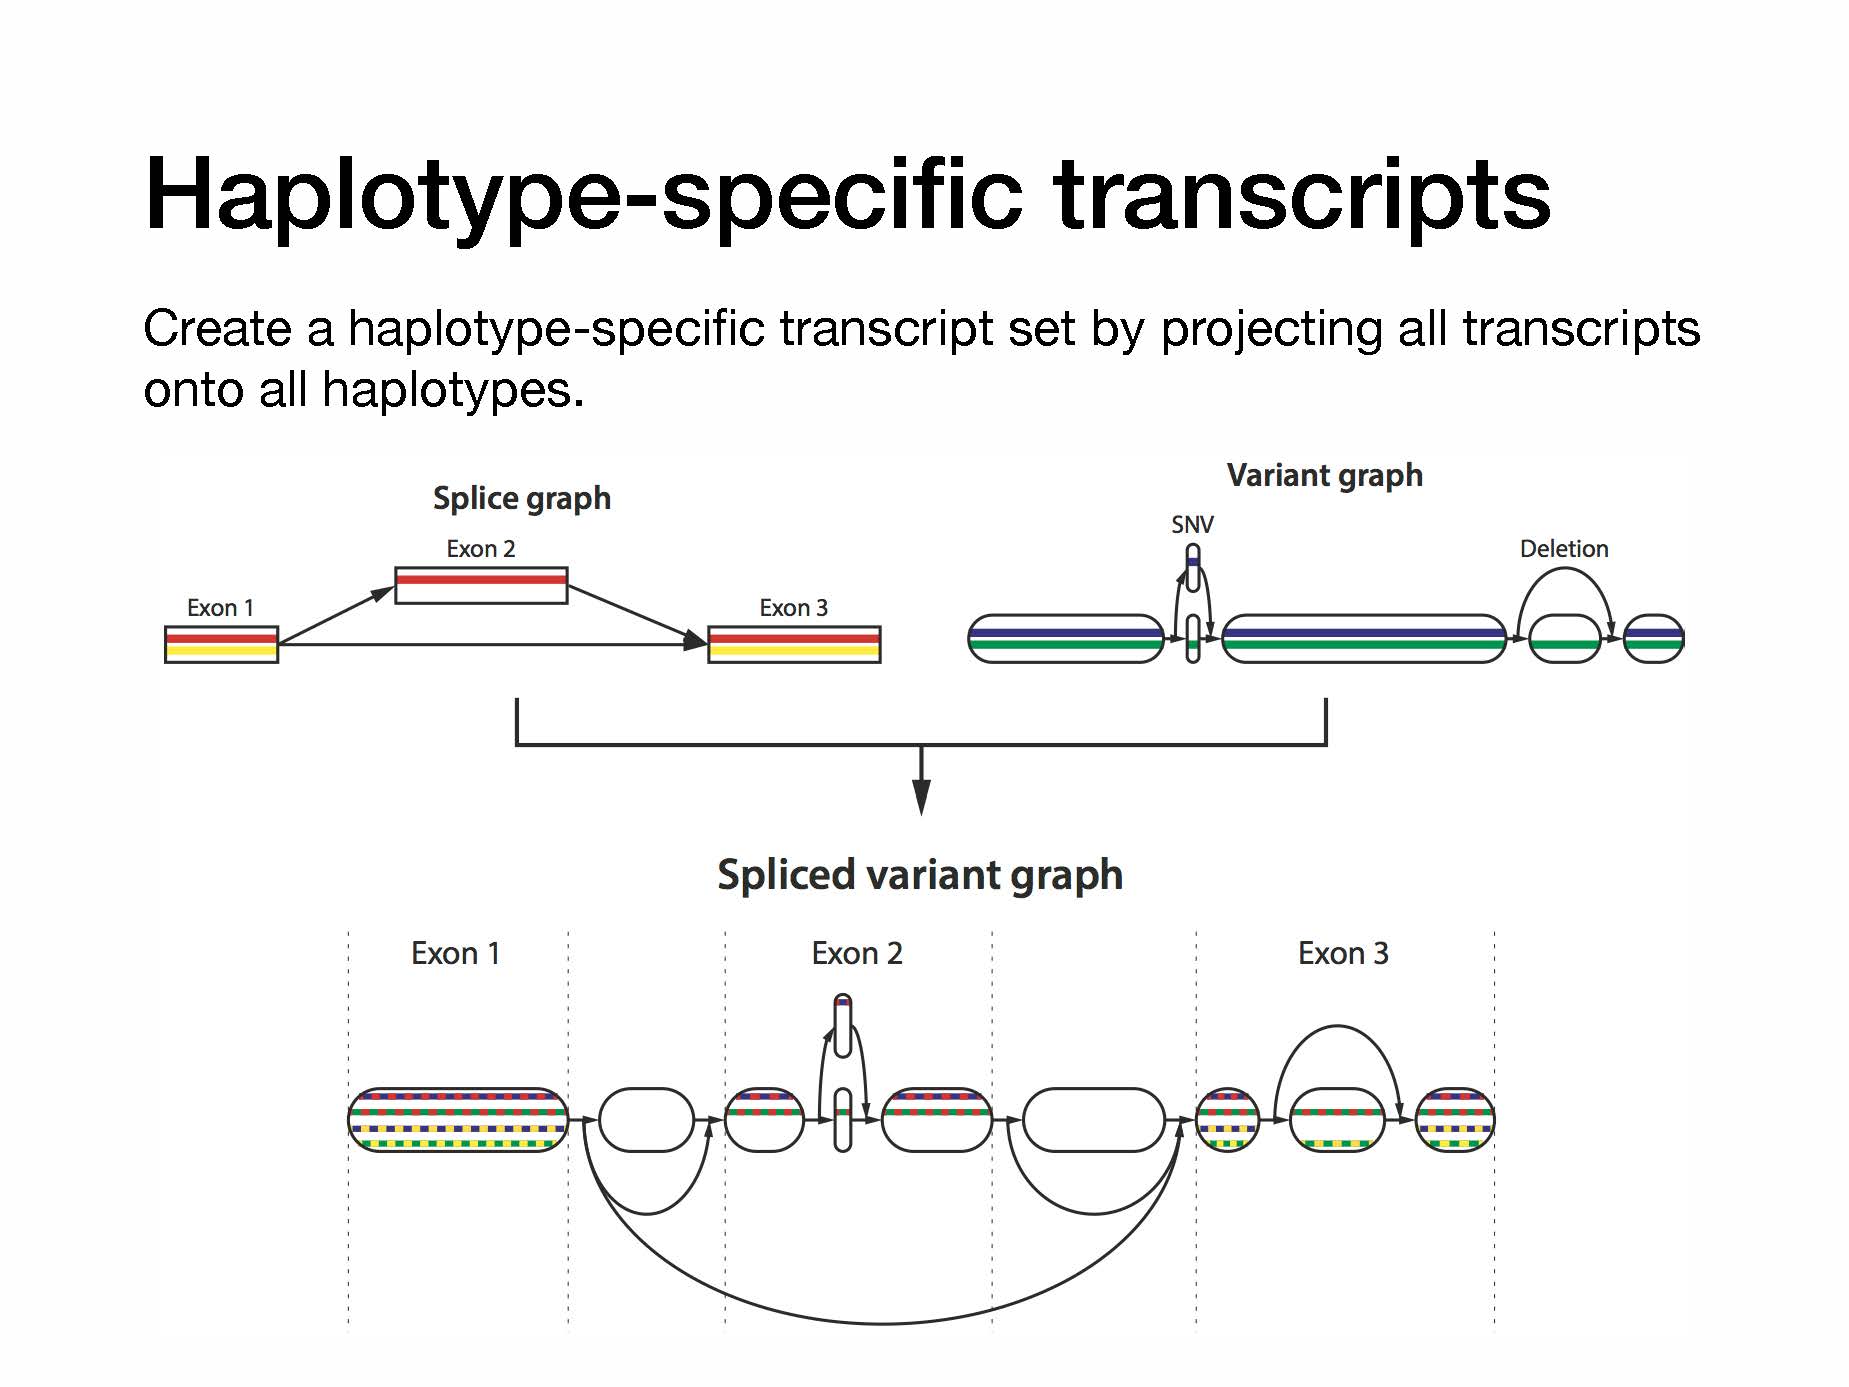 Haplotype-specific transcripts
Create a haplotype-specific transcript set by projecting all transcripts
onto all haplotypes.
Splice graph
Exon 1
Exon 2
Exon 3
Variant graph
SNV
Deletion
Spliced variant graph
Exon 1
Exon 2
Exon 3